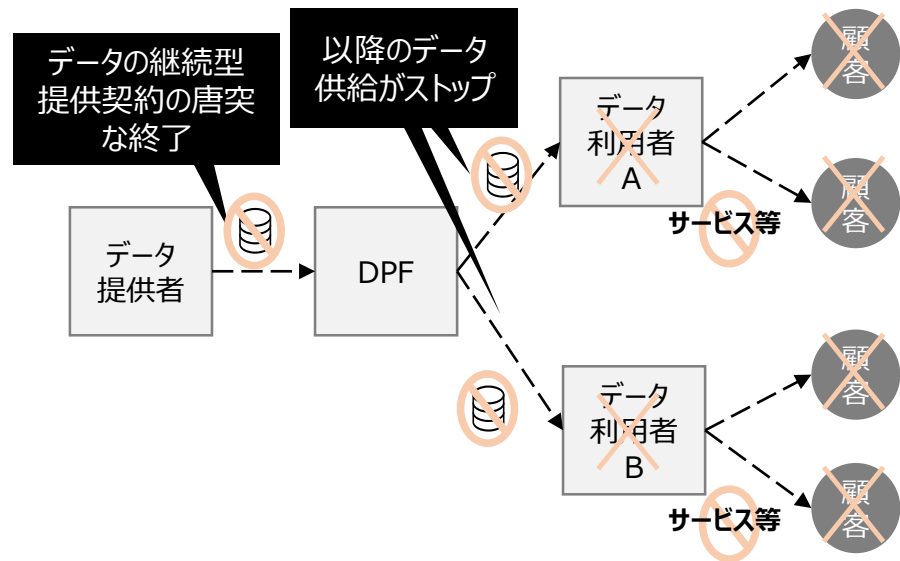 データの継続型
提供契約の唐突
な終了
以降のデータ
供給がストップ
データ
提供者
DPF
データ
利用者
A
サービス等
顧
客
顧
客
データ
利用者
B
サービス等
顧
客
顧
客